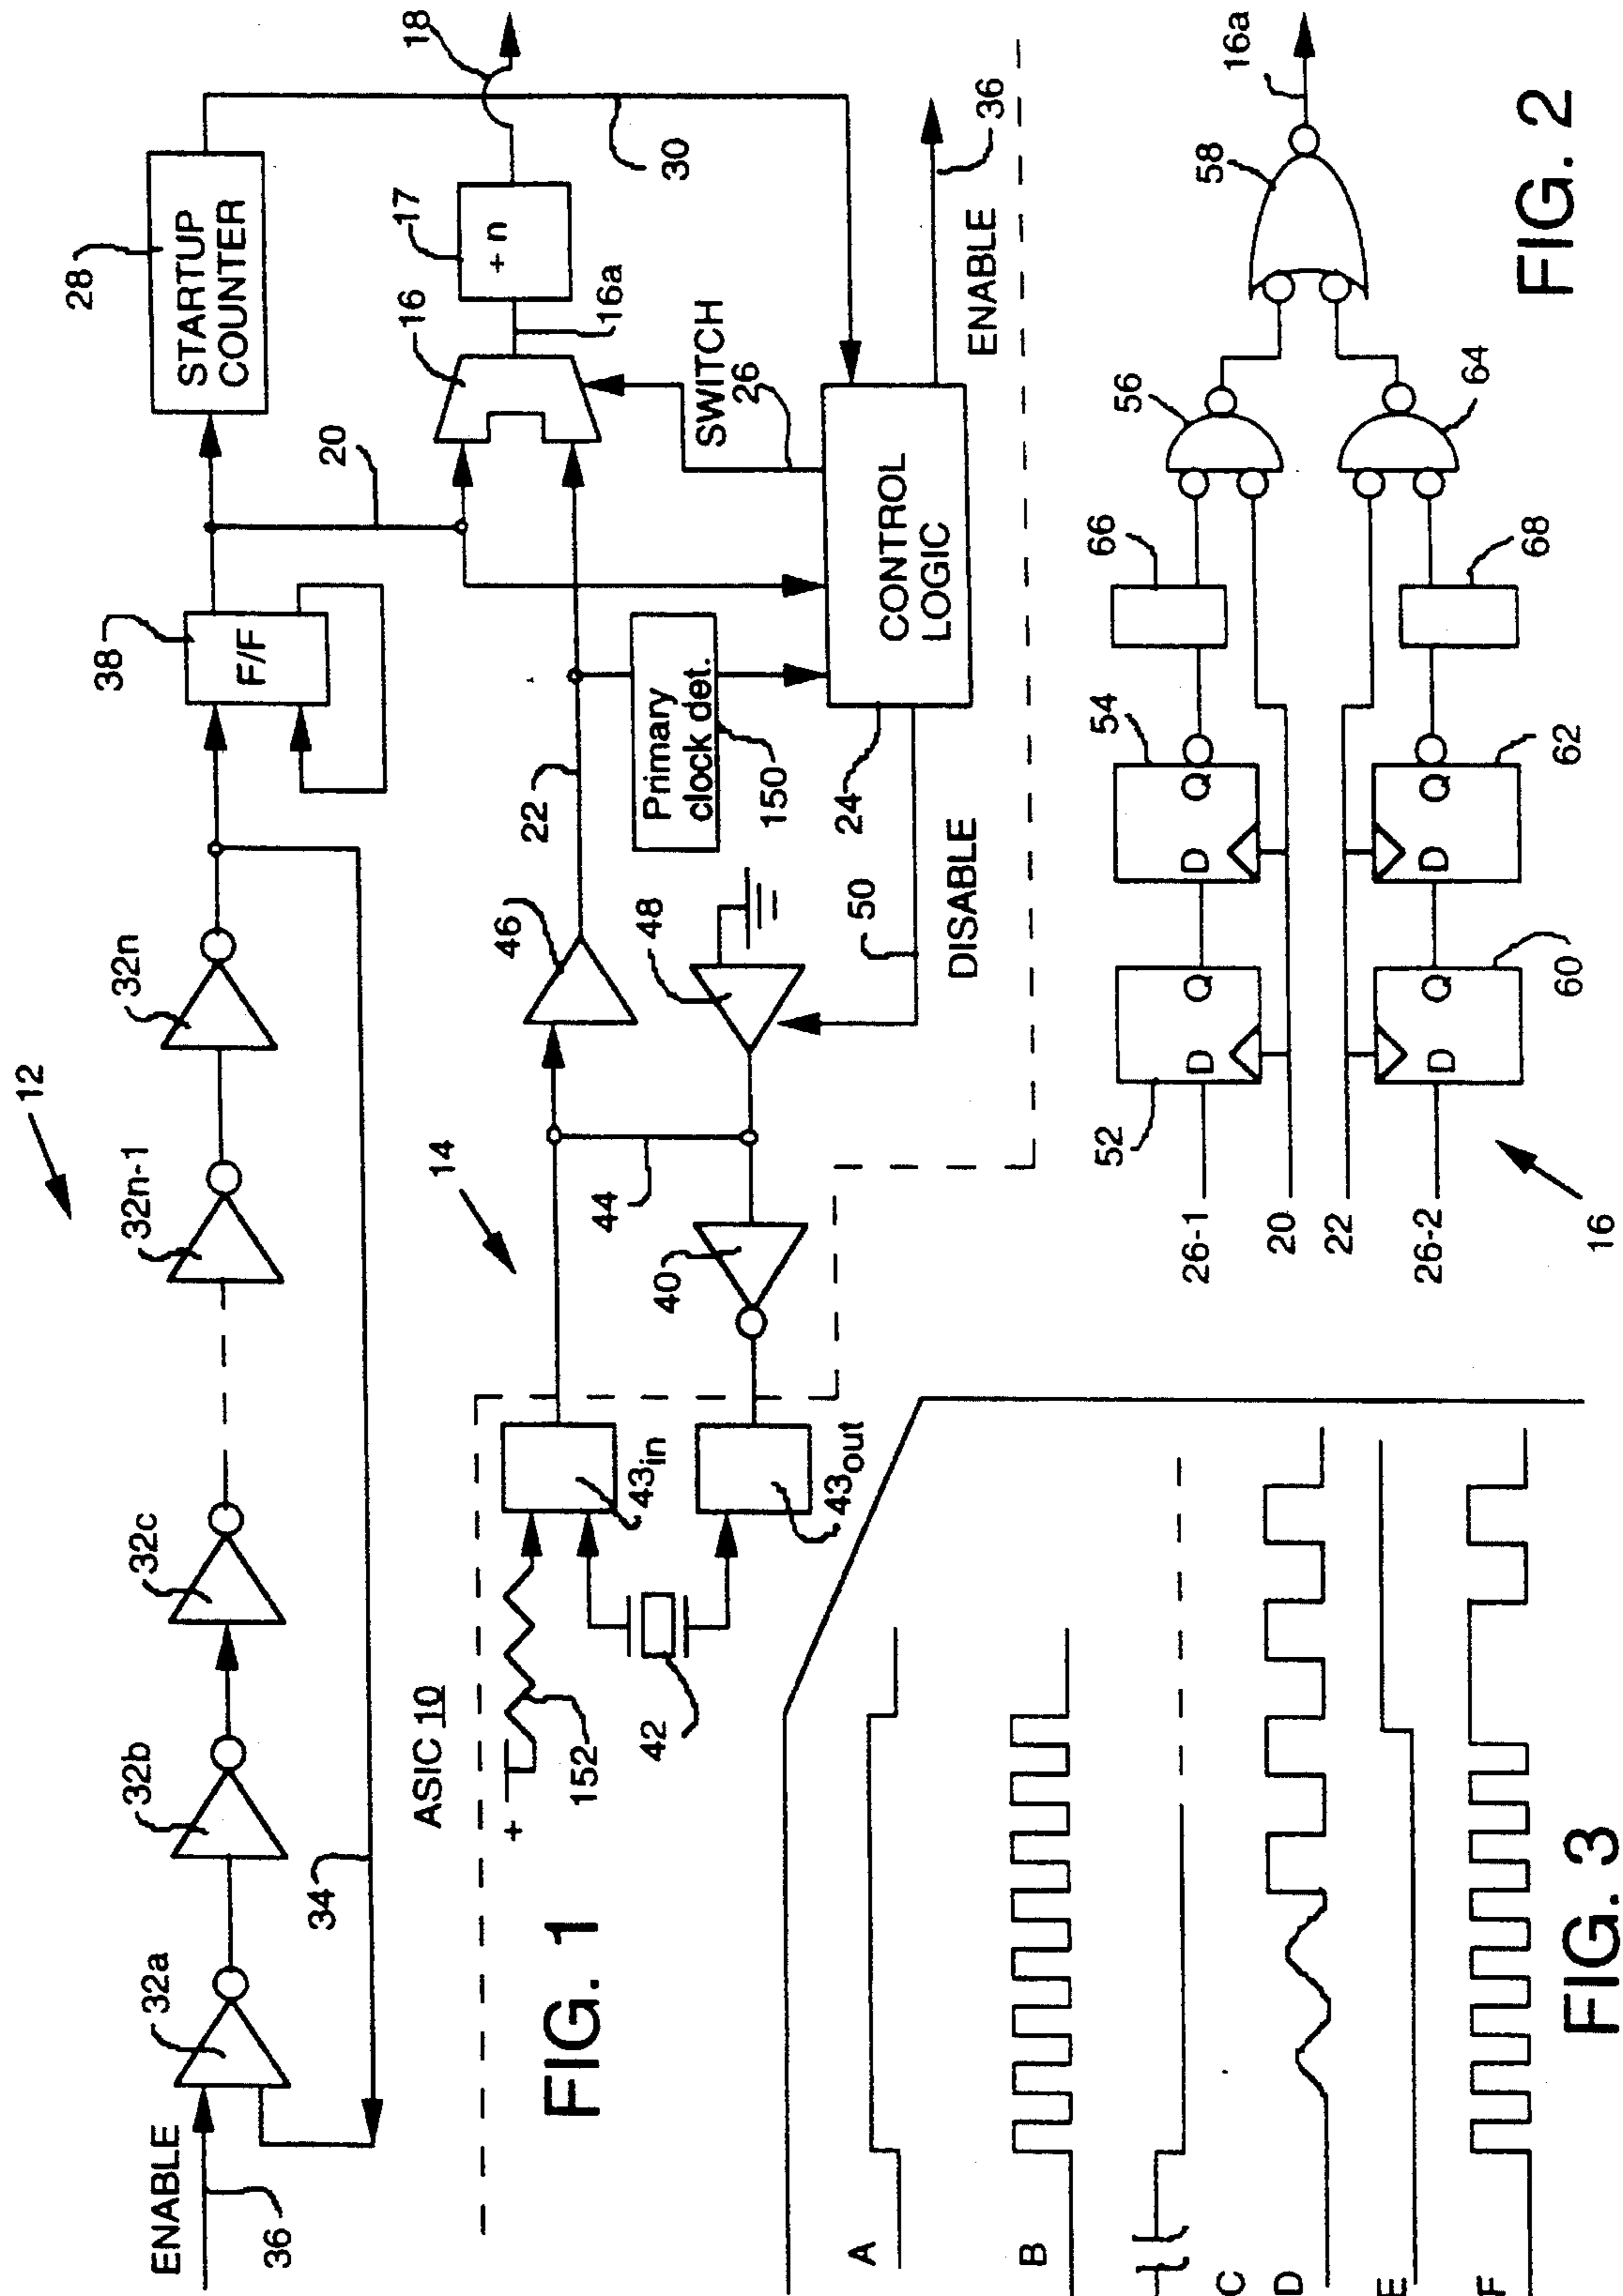 12
ENABLE
36
32a
32b
32c
32n-1
32n
34
38
F/F
28
STARTUP
COUNTER
20
18
16
17
÷ n
16a
30
ASIC 10
+
152
42
43in
43out
14
40
44
46
48
22
Primary
clock det.
150
SWITCH
26
24
CONTROL
LOGIC
50
DISABLE
ENABLE
36
FIG. 1
26-1
20
22
26-2
16
52
D
Q
54
D
Q
66
56
58
16a
D
Q
60
D
Q
62
68
64
FIG. 2
A
B
C
D
E
F
FIG. 3